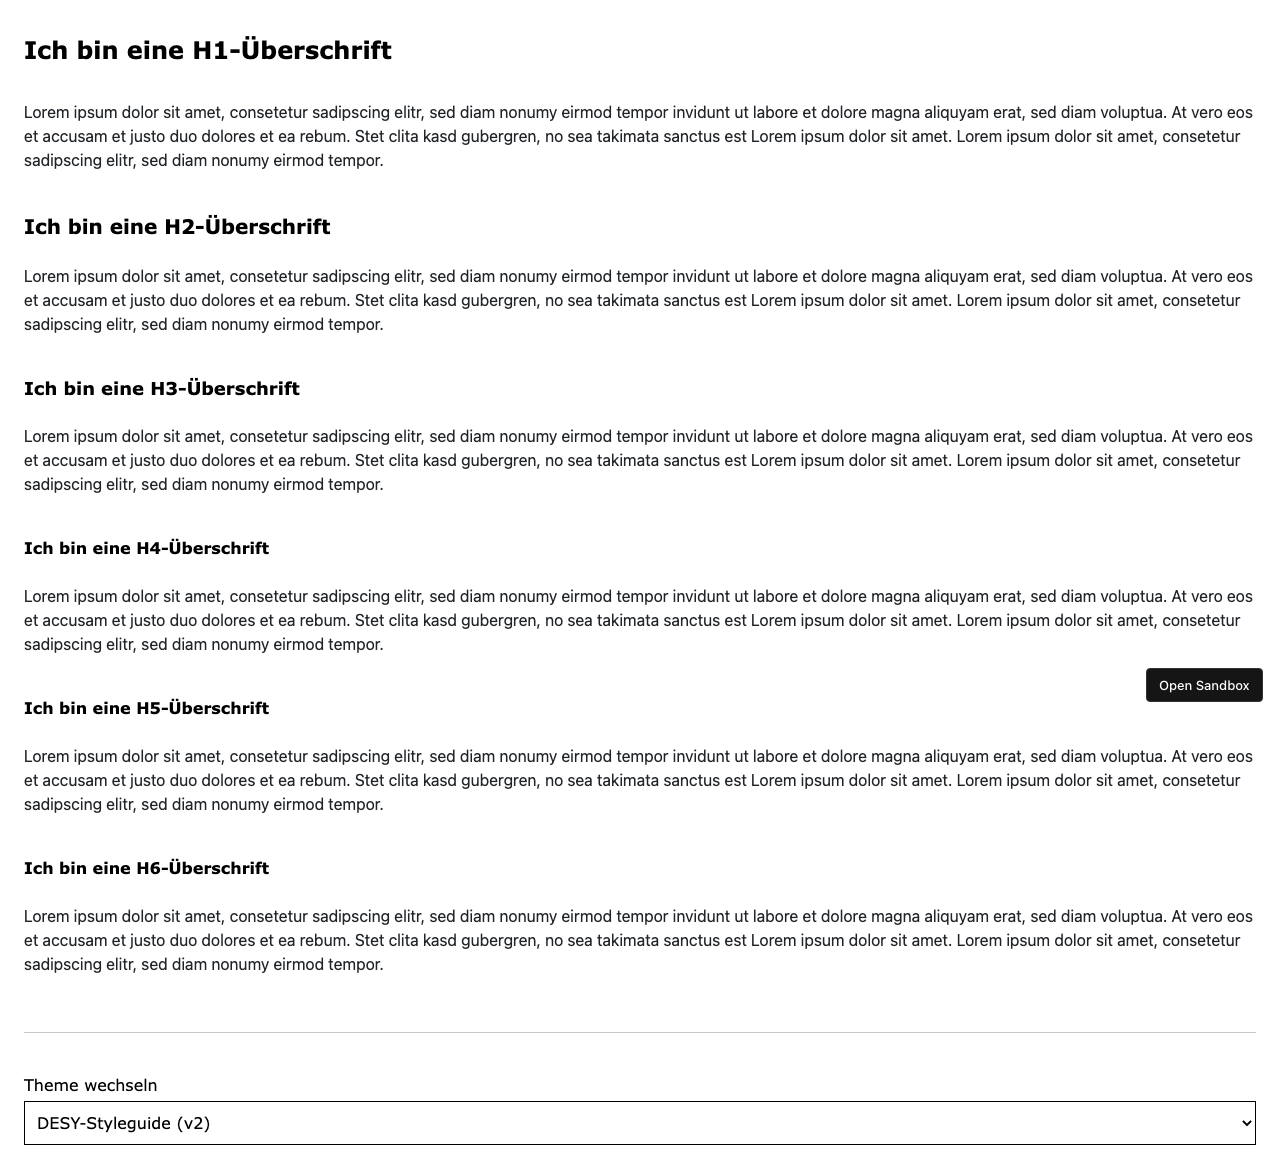 Ich bin eine H1-Überschrift
Lorem ipsum dolor sit amet, consetetur sadipscing elitr, sed diam nonumy eirmod tempor invidunt ut labore et dolore magna aliquyam erat, sed diam voluptua. At vero eos
et accusam et justo duo dolores et ea rebum. Stet clita kasd gubergren, no sea takimata sanctus est Lorem ipsum dolor sit amet. Lorem ipsum dolor sit amet, consetetur
sadipscing elitr, sed diam nonumy eirmod tempor.
Ich bin eine H2-Überschrift
Lorem ipsum dolor sit amet, consetetur sadipscing elitr, sed diam nonumy eirmod tempor invidunt ut labore et dolore magna aliquyam erat, sed diam voluptua. At vero eos
et accusam et justo duo dolores et ea rebum. Stet clita kasd gubergren, no sea takimata sanctus est Lorem ipsum dolor sit amet. Lorem ipsum dolor sit amet, consetetur
sadipscing elitr, sed diam nonumy eirmod tempor.
Ich bin eine H3-Überschrift
Lorem ipsum dolor sit amet, consetetur sadipscing elitr, sed diam nonumy eirmod tempor invidunt ut labore et dolore magna aliquyam erat, sed diam voluptua. At vero eos
et accusam et justo duo dolores et ea rebum. Stet clita kasd gubergren, no sea takimata sanctus est Lorem ipsum dolor sit amet. Lorem ipsum dolor sit amet, consetetur
sadipscing elitr, sed diam nonumy eirmod tempor.
Ich bin eine H4-Überschrift
Lorem ipsum dolor sit amet, consetetur sadipscing elitr, sed diam nonumy eirmod tempor invidunt ut labore et dolore magna aliquyam erat, sed diam voluptua. At vero eos
et accusam et justo duo dolores et ea rebum. Stet clita kasd gubergren, no sea takimata sanctus est Lorem ipsum dolor sit amet. Lorem ipsum dolor sit amet, consetetur
sadipscing elitr, sed diam nonumy eirmod tempor.
Open Sandbox
Ich bin eine H5-Überschrift
Lorem ipsum dolor sit amet, consetetur sadipscing elitr, sed diam nonumy eirmod tempor invidunt ut labore et dolore magna aliquyam erat, sed diam voluptua. At vero eos
et accusam et justo duo dolores et ea rebum. Stet clita kasd gubergren, no sea takimata sanctus est Lorem ipsum dolor sit amet. Lorem ipsum dolor sit amet, consetetur
sadipscing elitr, sed diam nonumy eirmod tempor.
Ich bin eine H6-Überschrift
Lorem ipsum dolor sit amet, consetetur sadipscing elitr, sed diam nonumy eirmod tempor invidunt ut labore et dolore magna aliquyam erat, sed diam voluptua. At vero eos
et accusam et justo duo dolores et ea rebum. Stet clita kasd gubergren, no sea takimata sanctus est Lorem ipsum dolor sit amet. Lorem ipsum dolor sit amet, consetetur
sadipscing elitr, sed diam nonumy eirmod tempor.
Theme wechseln
DESY-Styleguide (v2)